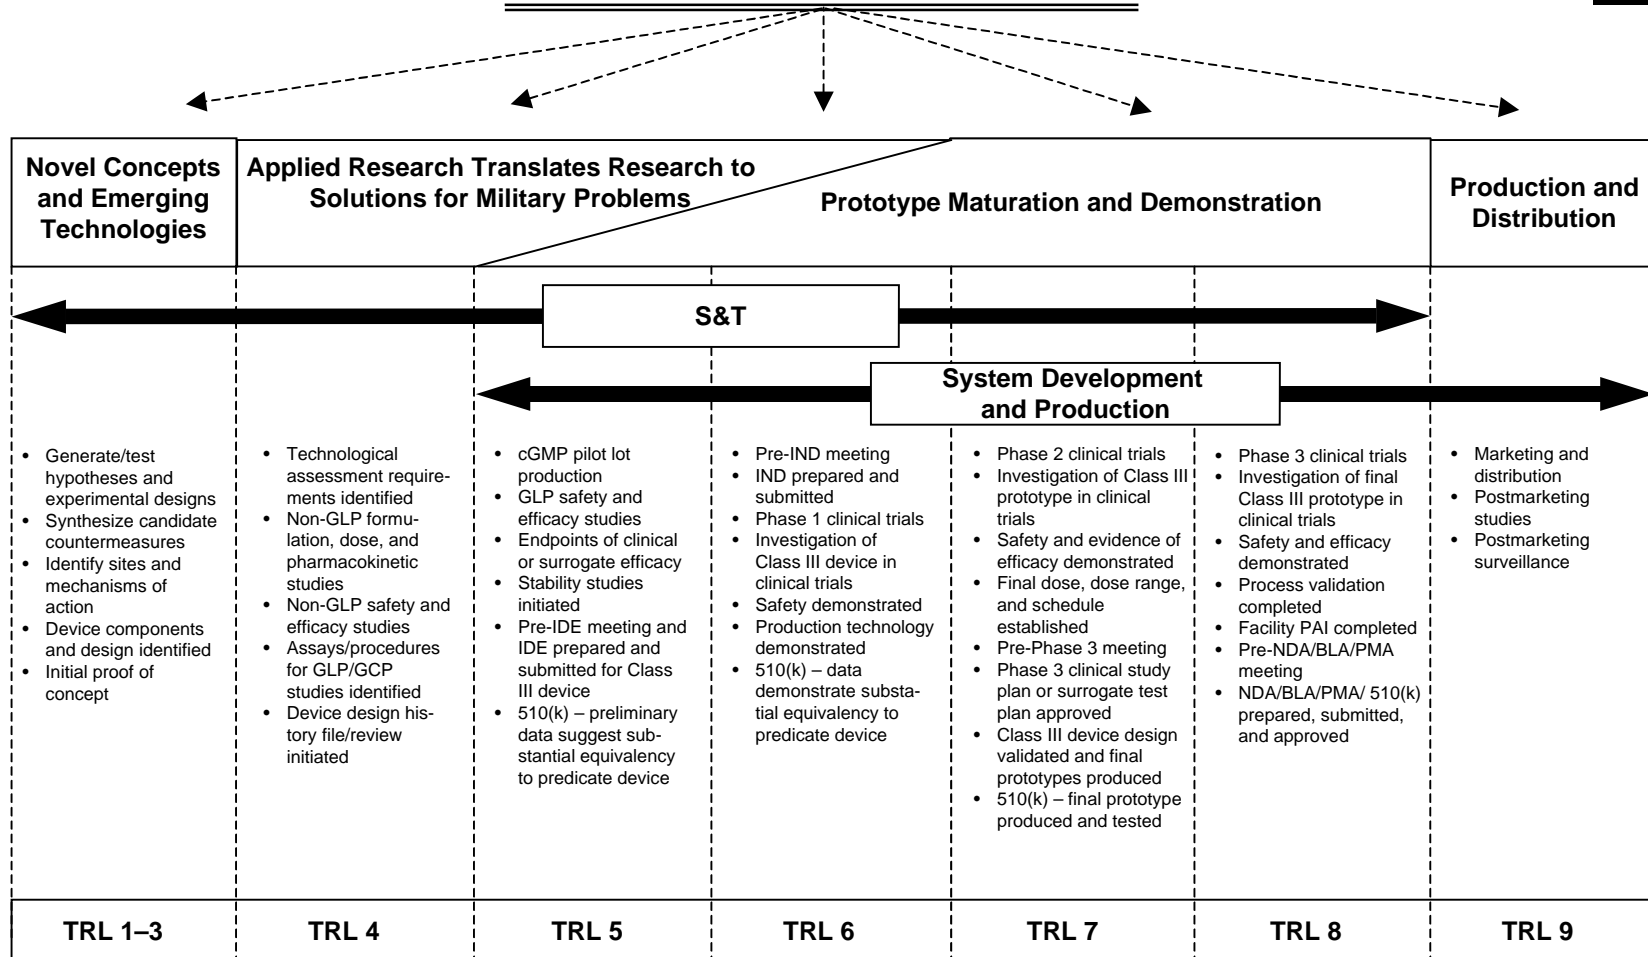 Novel Concepts
and Emerging
Technologies
Applied Research Translates Research to
Solutions for Military Problems
Prototype Maturation and Demonstration
Production and
Distribution
S&T
System Development
and Production
• Generate/test
hypotheses and
experimental designs
• Synthesize candidate
countermeasures
• Identify sites and
mechanisms of
action
• Device components
and design identified
• Initial proof of
concept
• Technological
assessment require-
ments identified
• Non-GLP formu-
lation, dose, and
pharmacokinetic
studies
• Non-GLP safety and
efficacy studies
• Assays/procedures
for GLP/GCP
studies identified
• Device design his-
tory file/review
initiated
• cGMP pilot lot
production
• GLP safety and
efficacy studies
• Endpoints of clinical
or surrogate efficacy
• Stability studies
initiated
• Pre-IDE meeting and
IDE prepared and
submitted for Class
III device
• 510(k) – preliminary
data suggest sub-
stantial equivalency
to predicate device
• Pre-IND meeting
• IND prepared and
submitted
• Phase 1 clinical trials
• Investigation of
Class III device in
clinical trials
• Safety demonstrated
• Production technology
demonstrated
• 510(k) – data
demonstrate substa-
tial equivalency to
predicate device
• Phase 2 clinical trials
• Investigation of Class III
prototype in clinical
trials
• Safety and evidence of
efficacy demonstrated
• Final dose, dose range,
and schedule
established
• Pre-Phase 3 meeting
• Phase 3 clinical study
plan or surrogate test
plan approved
• Class III device design
validated and final
prototypes produced
• 510(k) – final prototype
produced and tested
• Phase 3 clinical trials
• Investigation of final
Class III prototype in
clinical trials
• Safety and efficacy
demonstrated
• Process validation
completed
• Facility PAI completed
• Pre-NDA/BLA/PMA
meeting
• NDA/BLA/PMA/ 510(k)
prepared, submitted,
and approved
• Marketing and
distribution
• Postmarketing
studies
• Postmarketing
surveillance
TRL 1–3
TRL 4
TRL 5
TRL 6
TRL 7
TRL 8
TRL 9